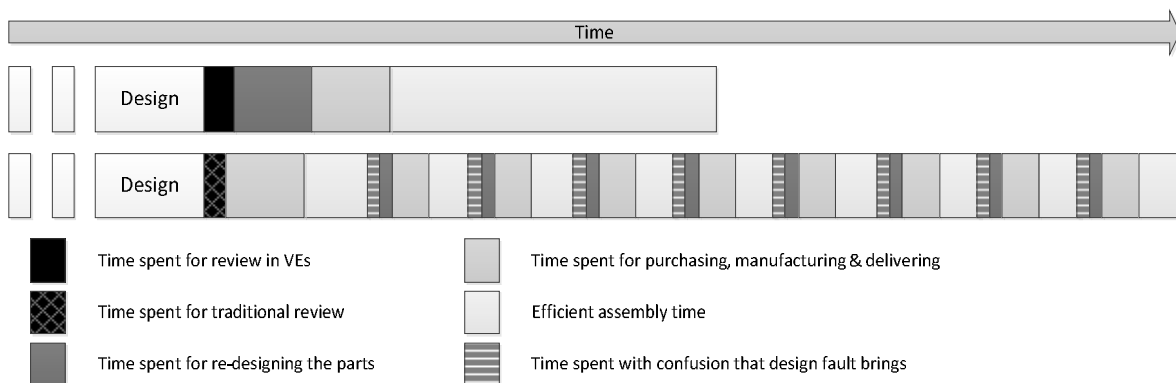 Time
Design
Design
Time spent for review in VEs
Time spent for purchasing, manufacturing & delivering
Time spent for traditional review
Efficient assembly time
Time spent for re-designing the parts
Time spent with confusion that design fault brings